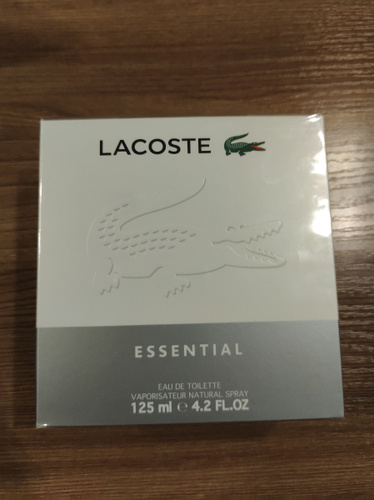 LACOSTE
ESSENTIAL
EAU DE TOILETTE
VAPORISATEUR NATURAL SPRAY
125 ml ℮ 4.2 FL.OZ